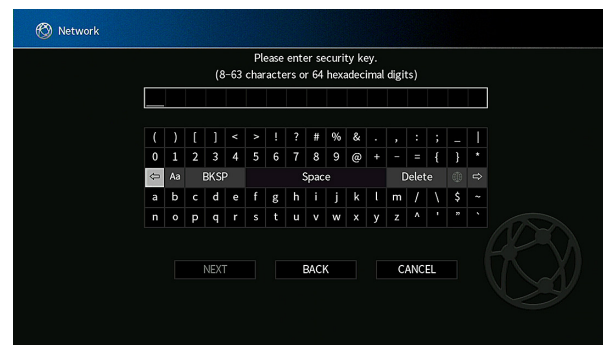 Network
Please enter security key.
(8-63 characters or 64 hexadecimal digits)
( ) [ ] < > ! ? # % & . , : ; _ |
0 1 2 3 4 5 6 7 8 9 @ + - = { } *
⇦ Aa BKSP Space Delete ⇨
a b c d e f g h i j k l m / \ $ ~
n o p q r s t u v w x y z ^ ' " `
NEXT BACK CANCEL